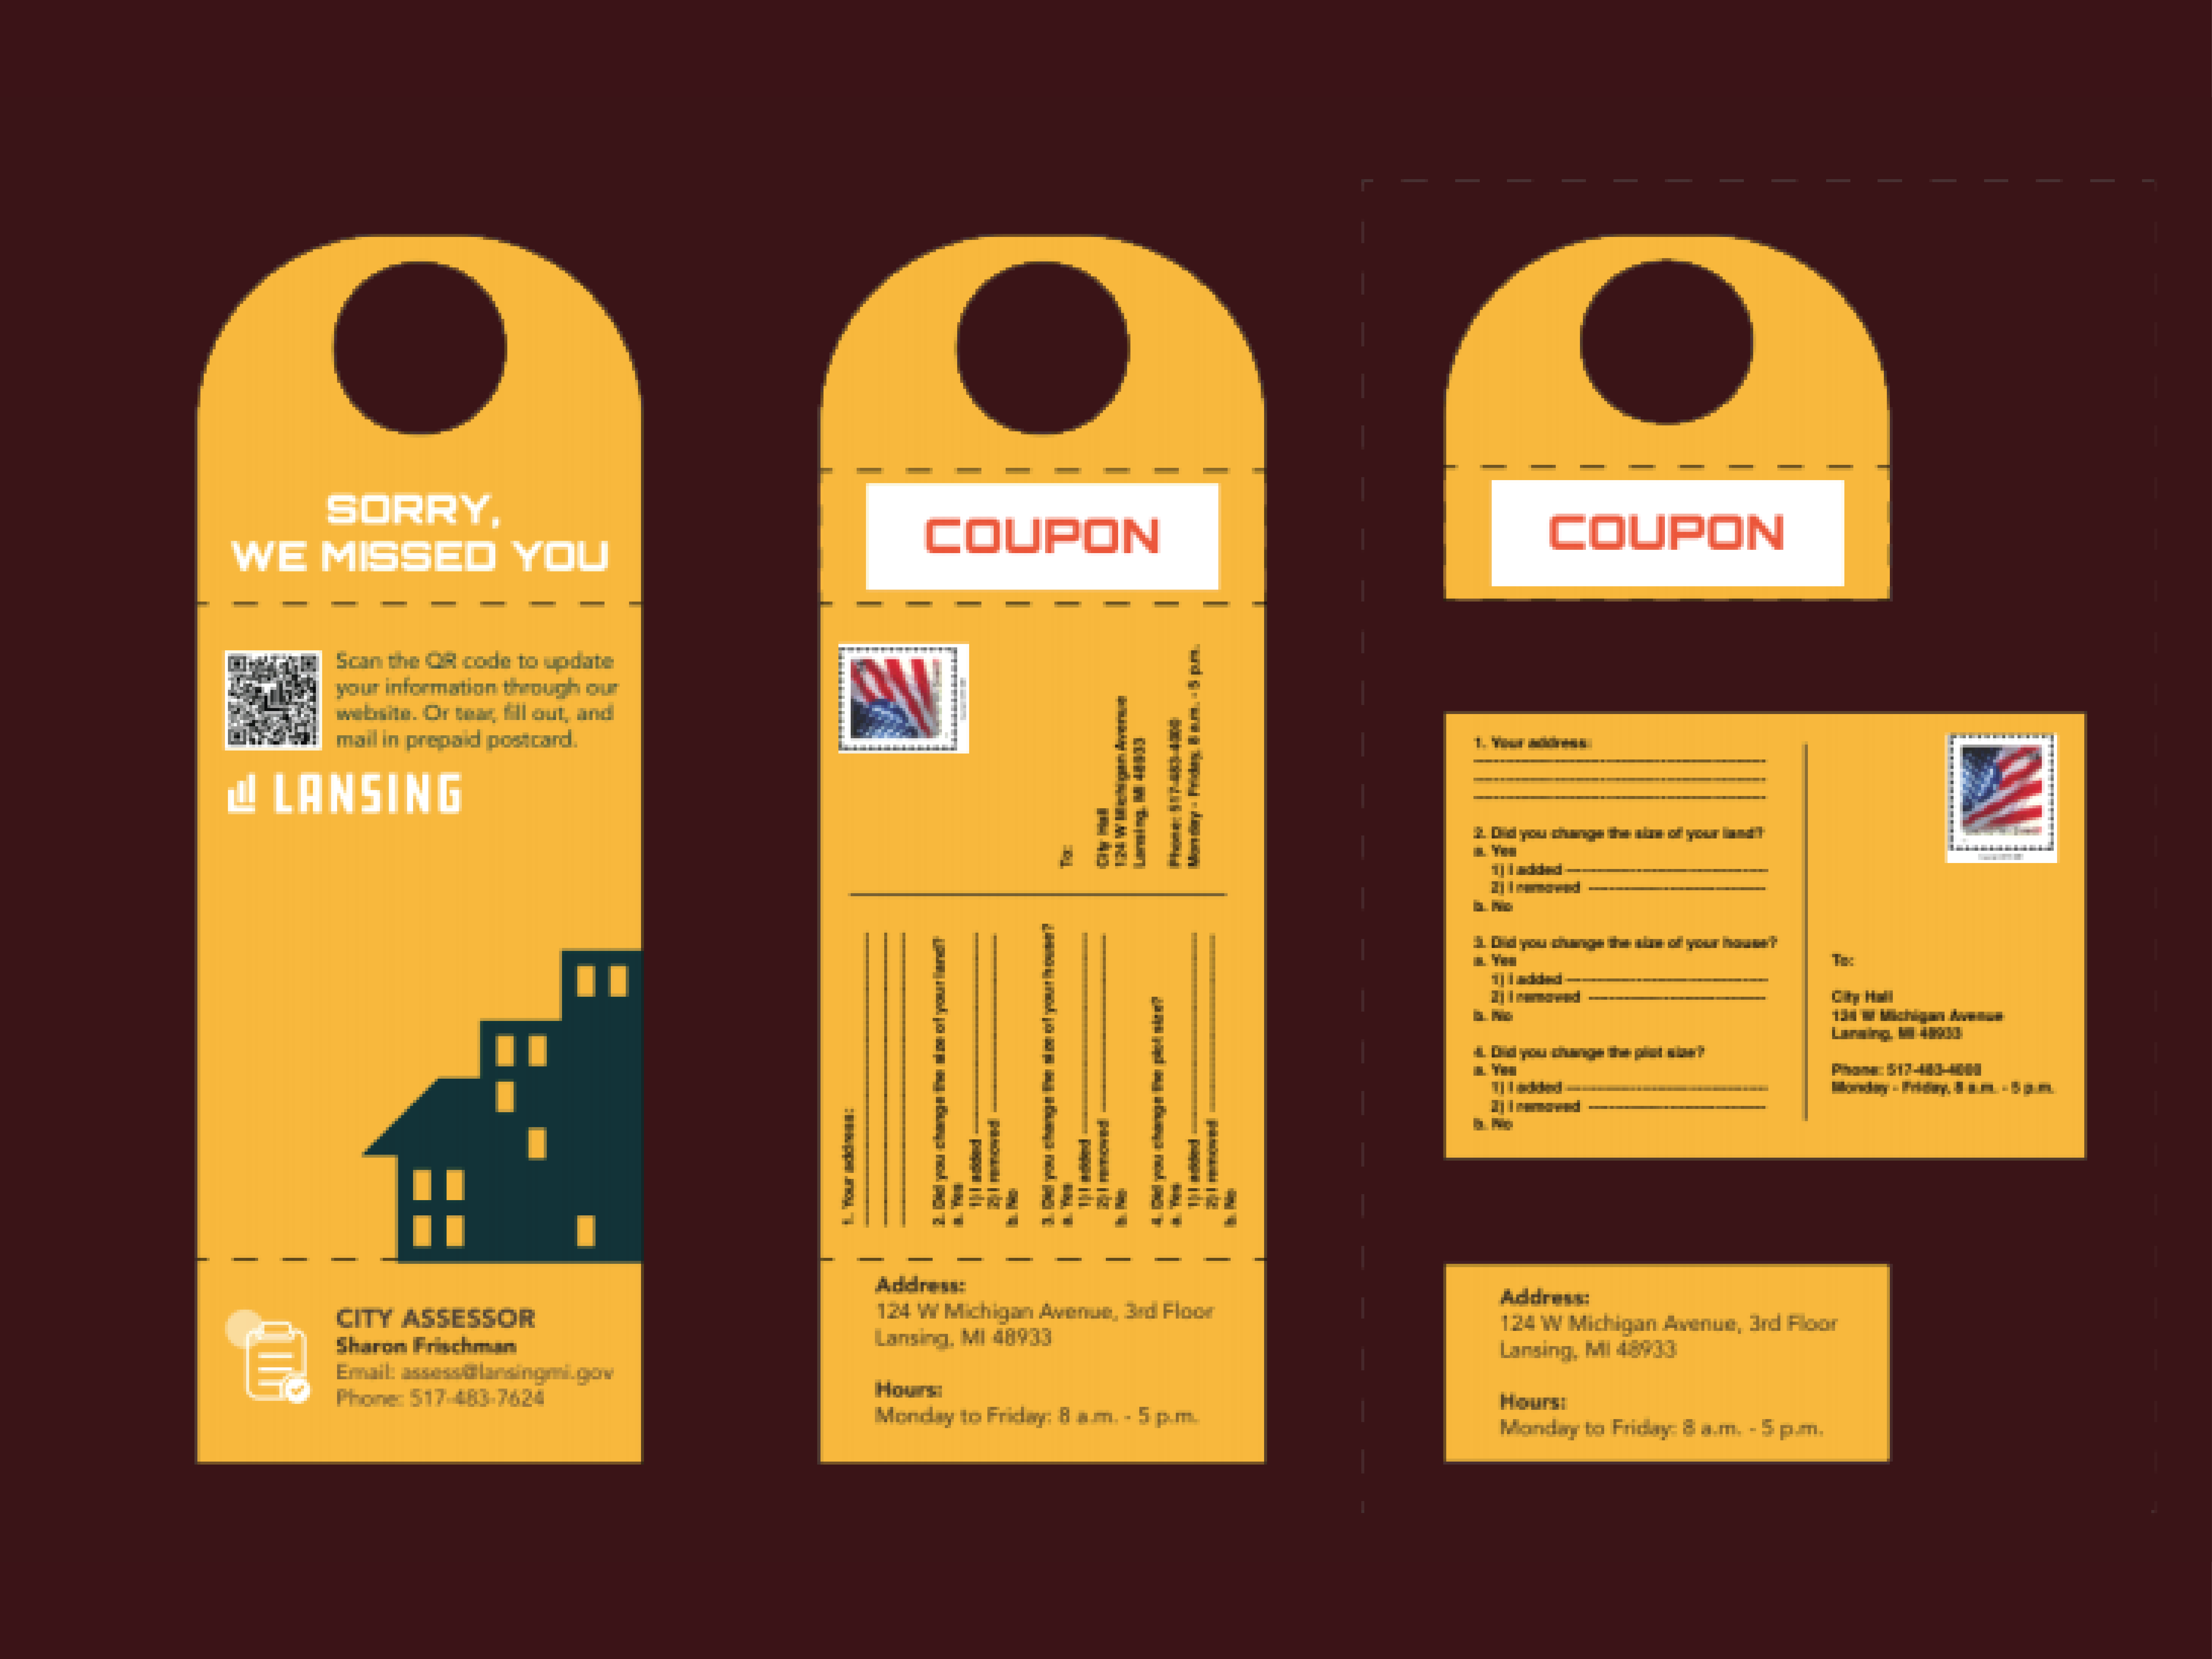 SORRY,
WE MISSED YOU
Scan the QR code to update
your information through our
website. Or tear, fill out, and
mail in prepaid postcard.
LANSING
CITY ASSESSOR
Sharon Frischman
Email: assess@lansingmi.gov
Phone: 517-483-7624
COUPON
To:
City Hall
124 W Michigan Avenue
Lansing, MI 48933
Phone: 517-483-4000
Monday - Friday, 8 a.m. - 5 p.m.
1. Your address:
2. Did you change the size of your land?
a. Yes
1) I added
2) I removed
b. No
3. Did you change the size of your house?
a. Yes
1) I added
2) I removed
b. No
4. Did you change the plot size?
a. Yes
1) I added
2) I removed
b. No
Address:
124 W Michigan Avenue, 3rd Floor
Lansing, MI 48933
Hours:
Monday to Friday: 8 a.m. - 5 p.m.
COUPON
1. Your address:
2. Did you change the size of your land?
a. Yes
1) I added
2) I removed
b. No
3. Did you change the size of your house?
a. Yes
1) I added
2) I removed
b. No
4. Did you change the plot size?
a. Yes
1) I added
2) I removed
b. No
To:
City Hall
124 W Michigan Avenue
Lansing, MI 48933
Phone: 517-483-4000
Monday - Friday, 8 a.m. - 5 p.m.
Address:
124 W Michigan Avenue, 3rd Floor
Lansing, MI 48933
Hours:
Monday to Friday: 8 a.m. - 5 p.m.